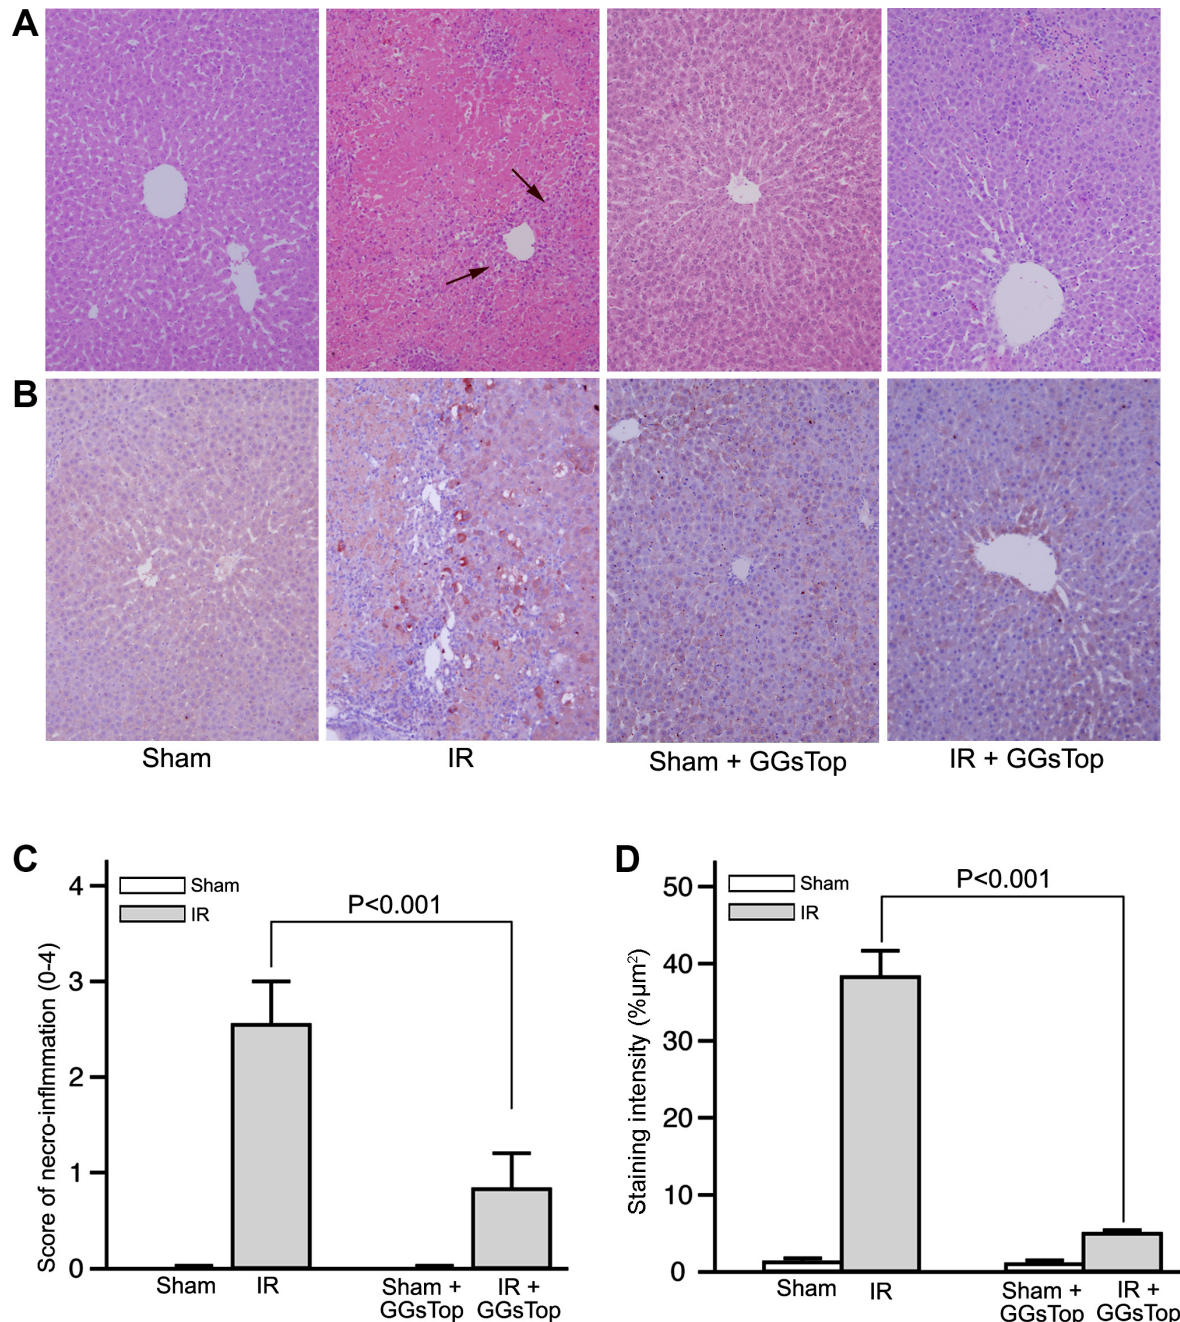 A
B
Sham
IR
Sham + GGsTop
IR + GGsTop
C
Score of necro-inflmmation (0-4)
4
3
2
1
0
Sham
IR
P<0.001
Sham
IR
Sham +
GGsTop
IR +
GGsTop
D
Staining intensity (%µm²)
50
40
30
20
10
0
Sham
IR
P<0.001
Sham
IR
Sham +
GGsTop
IR +
GGsTop